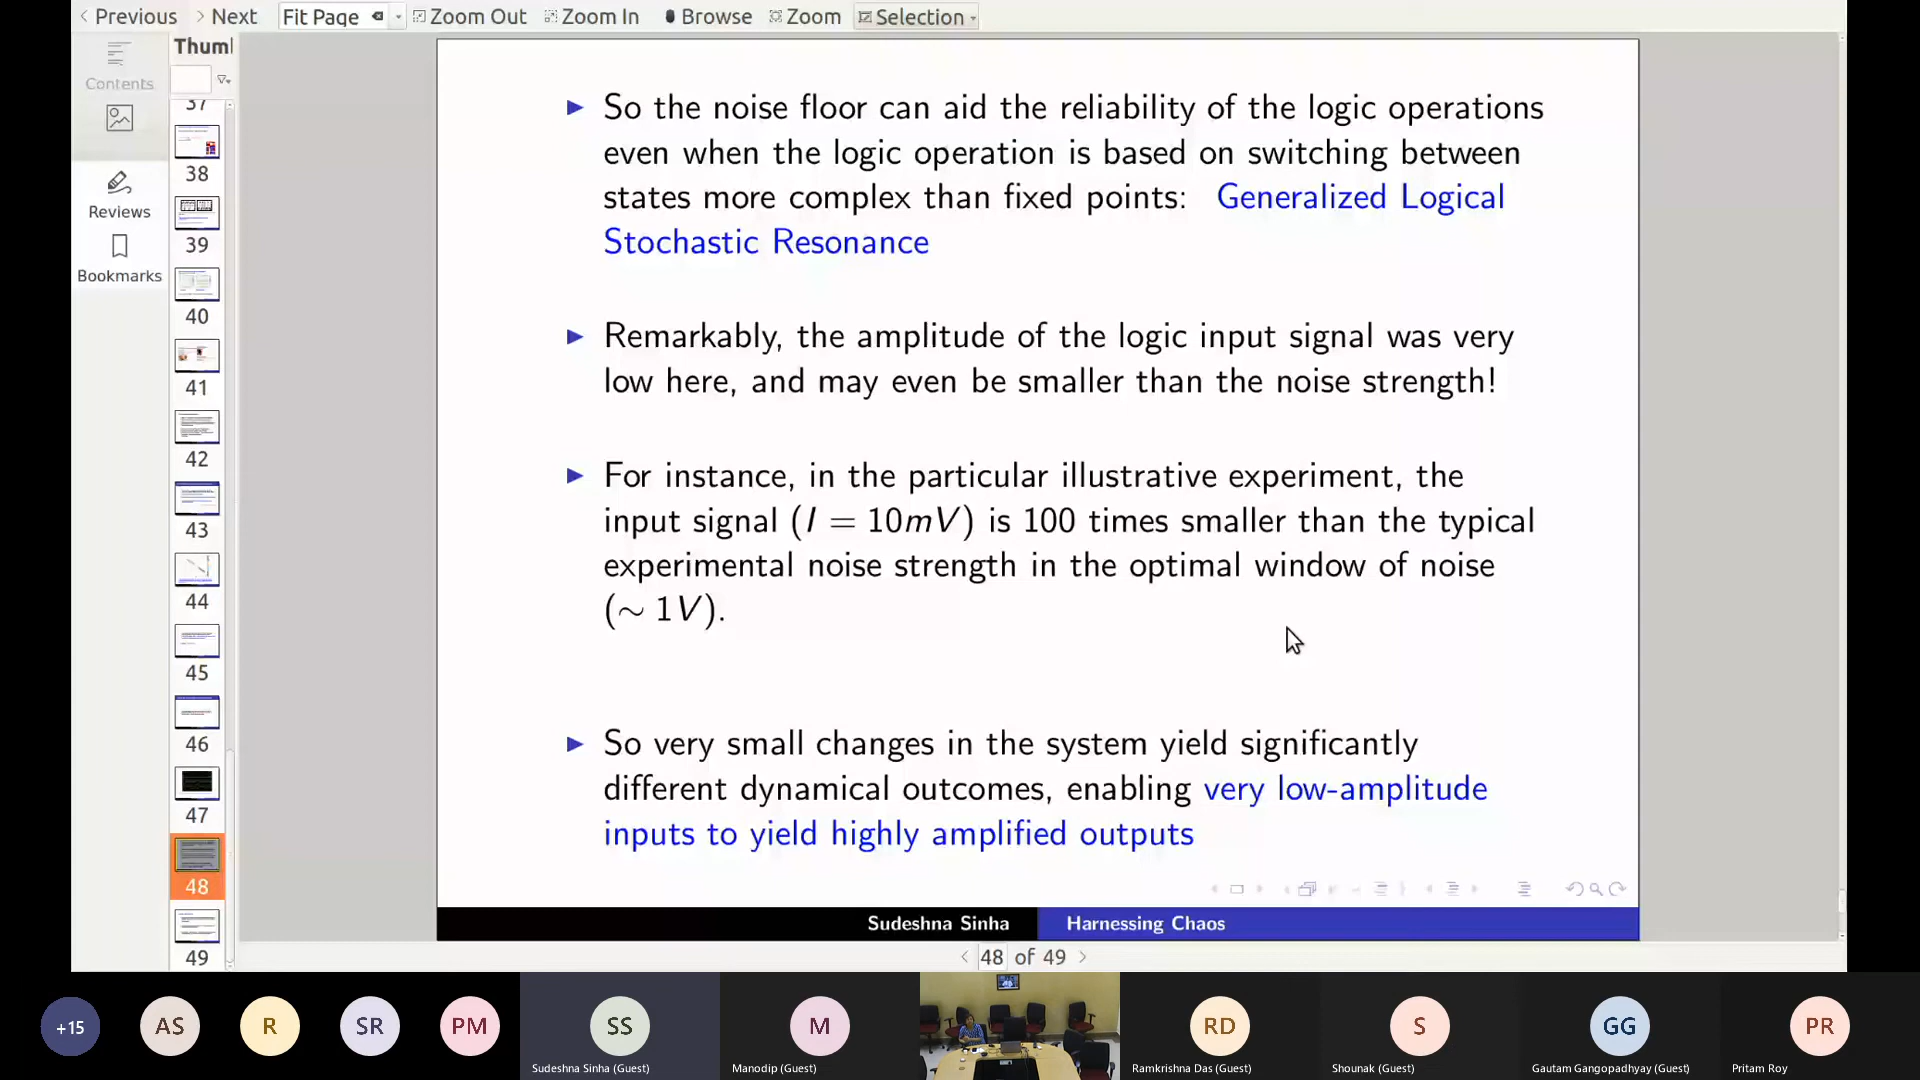 Previous Next Fit Page Zoom Out Zoom In Browse Zoom Selection
Contents
Reviews
Bookmarks
Thuml
37
38
39
40
41
42
43
44
45
46
47
48
49
So the noise floor can aid the reliability of the logic operations
even when the logic operation is based on switching between
states more complex than fixed points: Generalized Logical
Stochastic Resonance
Remarkably, the amplitude of the logic input signal was very
low here, and may even be smaller than the noise strength!
For instance, in the particular illustrative experiment, the
input signal (I = 10mV) is 100 times smaller than the typical
experimental noise strength in the optimal window of noise
(∼ 1V).
So very small changes in the system yield significantly
different dynamical outcomes, enabling very low-amplitude
inputs to yield highly amplified outputs
Sudeshna Sinha Harnessing Chaos
48 of 49
+15 AS R SR PM SS M RD S GG PR
Sudeshna Sinha (Guest) Manodip (Guest) Ramkrishna Das (Guest) Shounak (Guest) Gautam Gangopadhyay (Guest) Pritam Roy